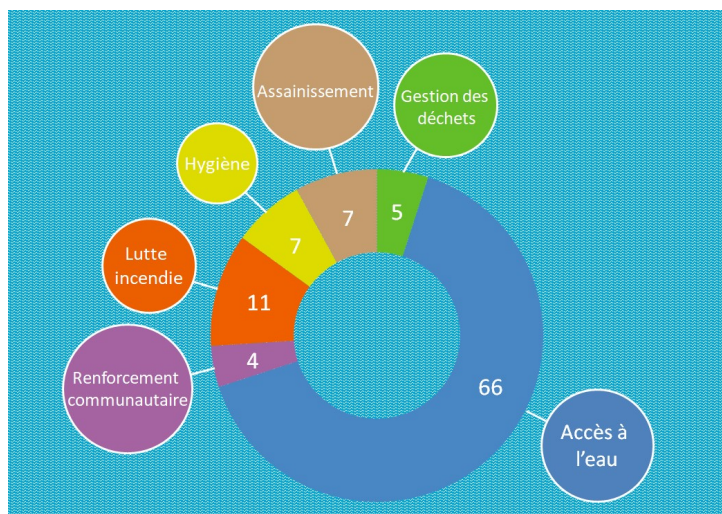 Assainissement
Gestion des
déchets
Hygiène
7
5
7
Lutte
incendie
11
4
Renforcement
communautaire
66
Accès à
l'eau